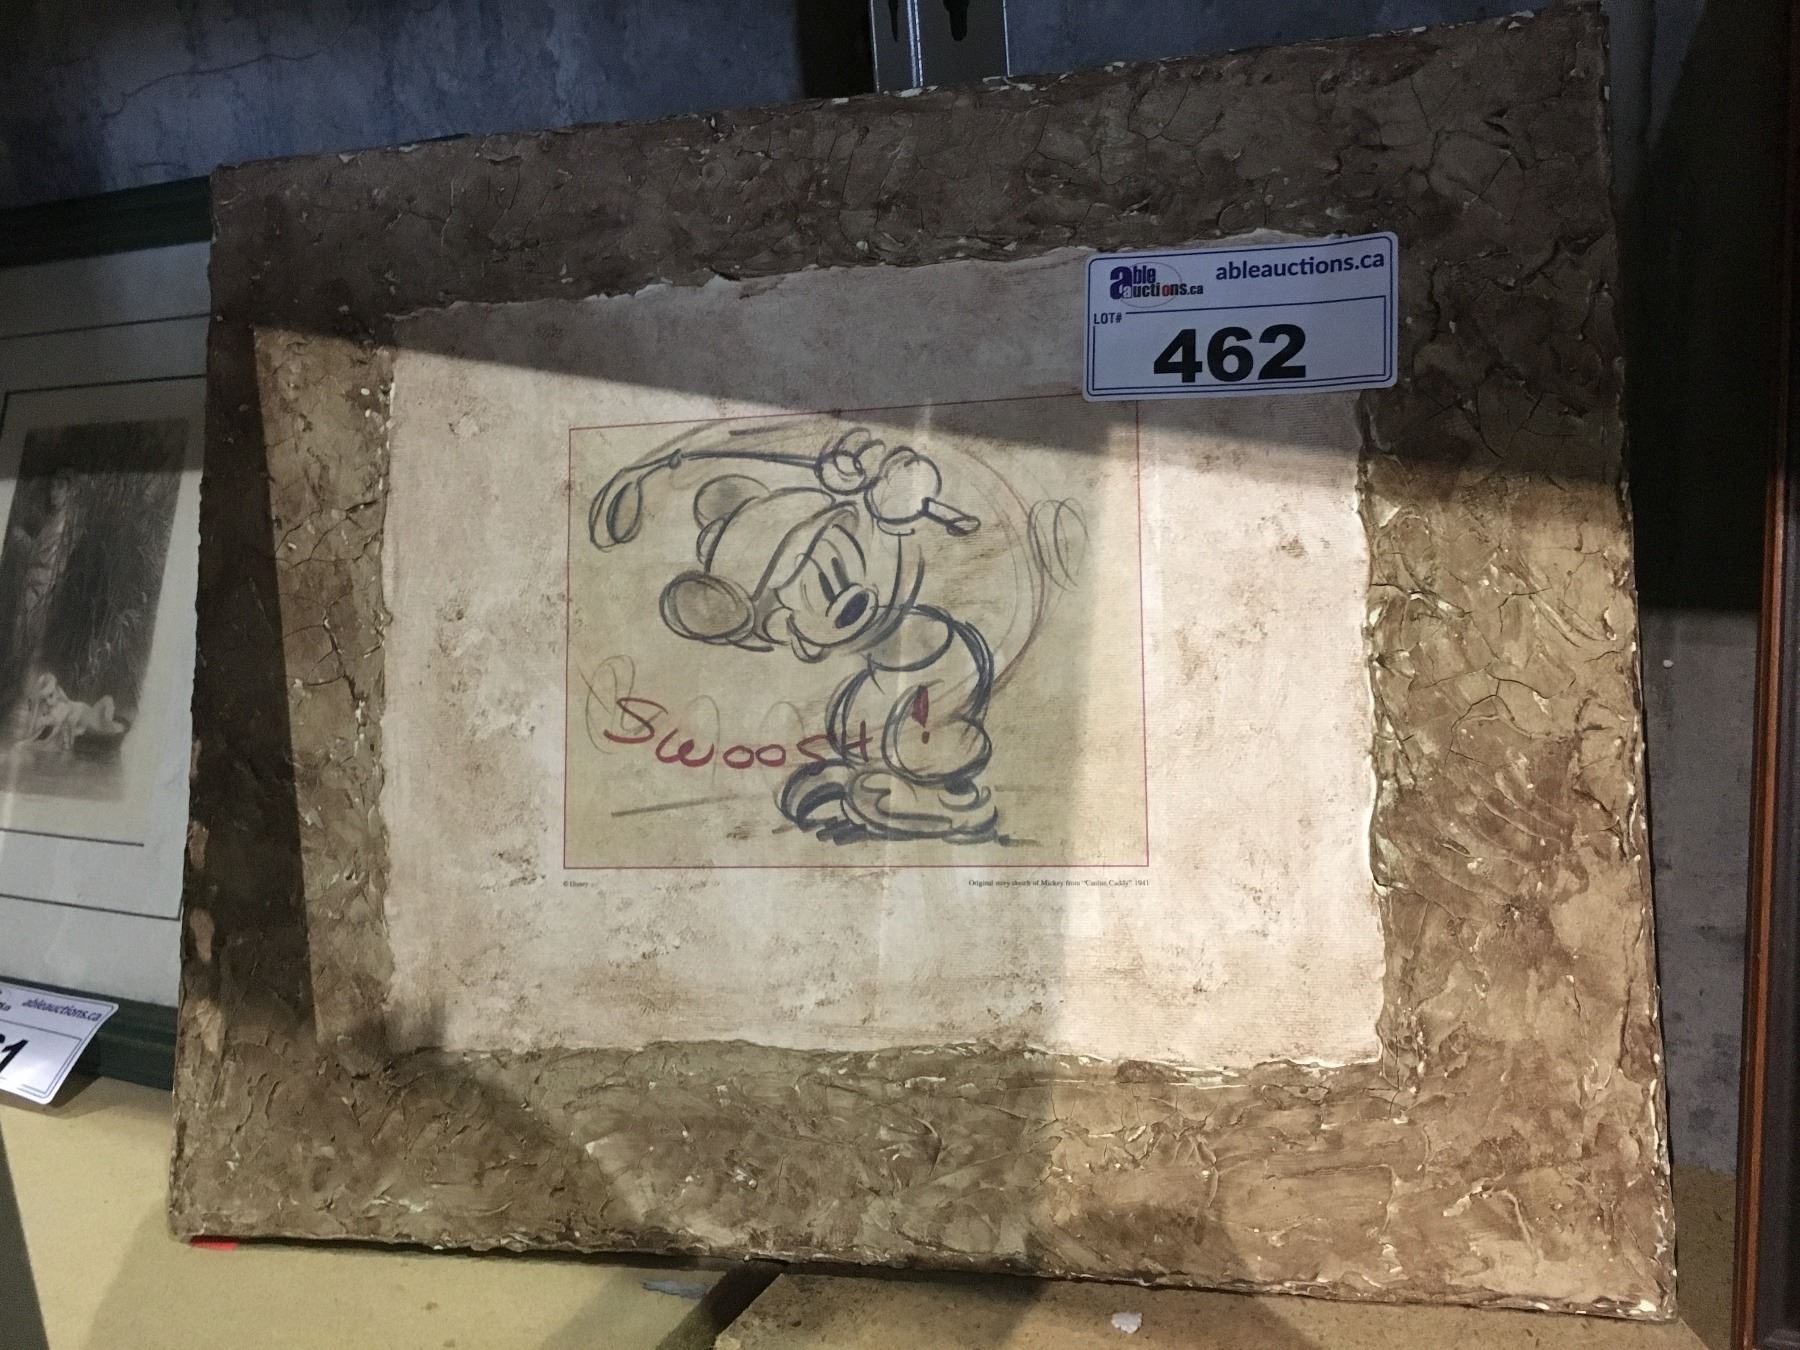 able auctions.ca
ableauctions.ca
LOT#
462
SWOOSH !
© Disney
Original story sketch of Mickey from "Canine Caddy" 1941
ableauctions.ca